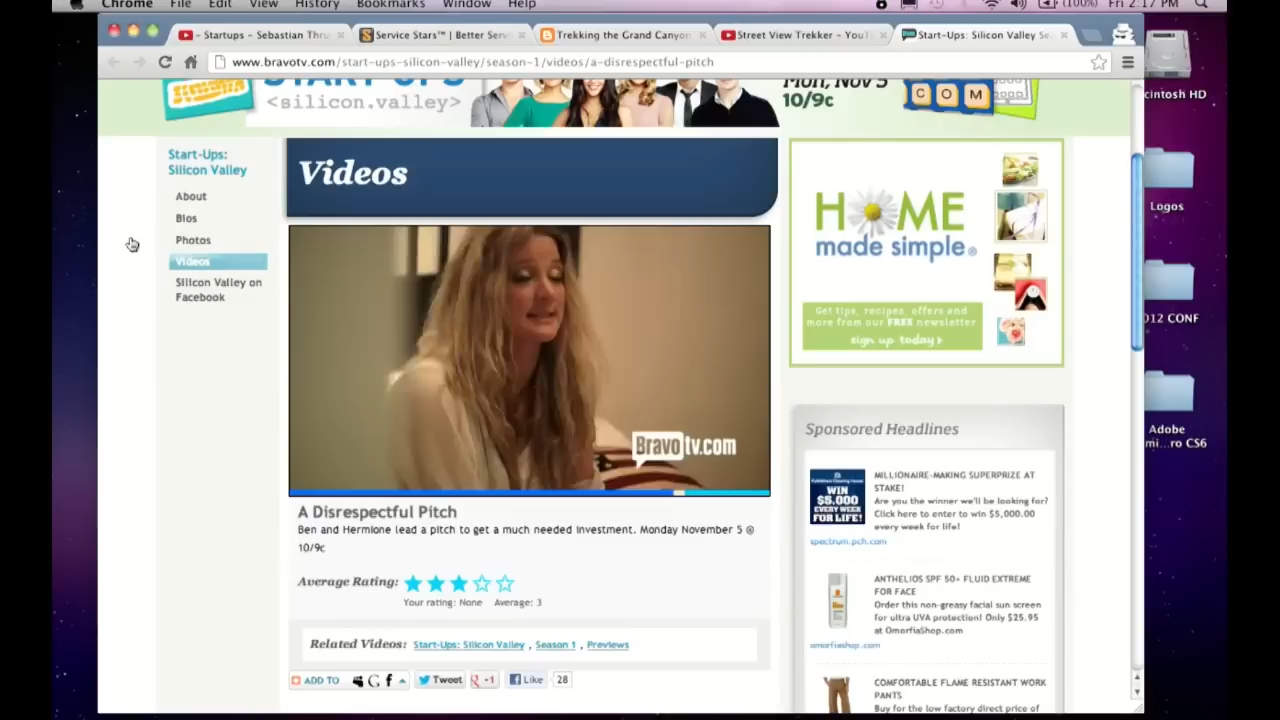 Chrome File Edit View History Bookmarks Window Help (100%) Fri 2:17 PM
- Startups - Sebastian Thru
Service Stars™ | Better Serv
Trekking the Grand Canyon
Street View Trekker - YouT
Start-Ups: Silicon Valley Se
www.bravotv.com/start-ups-silicon-valley/season-1/videos/a-disrespectful-pitch
START-UPS
<silicon.valley>
Mon, Nov 5
10/9c
COM
cintosh HD
Logos
012 CONF
Adobe
mi...ro CS6
Start-Ups:
Silicon Valley
About
Bios
Photos
Videos
Silicon Valley on
Facebook
Videos
Bravotv.com
A Disrespectful Pitch
Ben and Hermione lead a pitch to get a much needed investment. Monday November 5 @
10/9c
Average Rating:
Your rating: None Average: 3
Related Videos: Start-Ups: Silicon Valley , Season 1 , Previews
ADD TO
Tweet
-1
Like
28
HOME
made simple®
Get tips, recipes, offers and
more from our FREE newsletter
sign up today
Sponsored Headlines
WIN
$5,000
EVERY WEEK
FOR LIFE!
MILLIONAIRE-MAKING SUPERPRIZE AT
STAKE!
Are you the winner we'll be looking for?
Click here to enter to win $5,000.00
every week for life!
spectrum.pch.com
ANTHELIOS SPF 50+ FLUID EXTREME
FOR FACE
Order this non-greasy facial sun screen
for ultra UVA protection! Only $25.95
at OmorfiaShop.com
omorfiashop.com
COMFORTABLE FLAME RESISTANT WORK
PANTS
Buy for the low factory direct price of